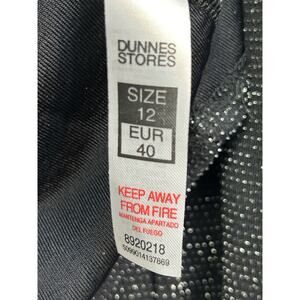 DUNNES
STORES
SIZE
12
EUR
40
KEEP AWAY
FROM FIRE
MANTENGA APARTADO
DEL FUEGO
8920218
5099014137869